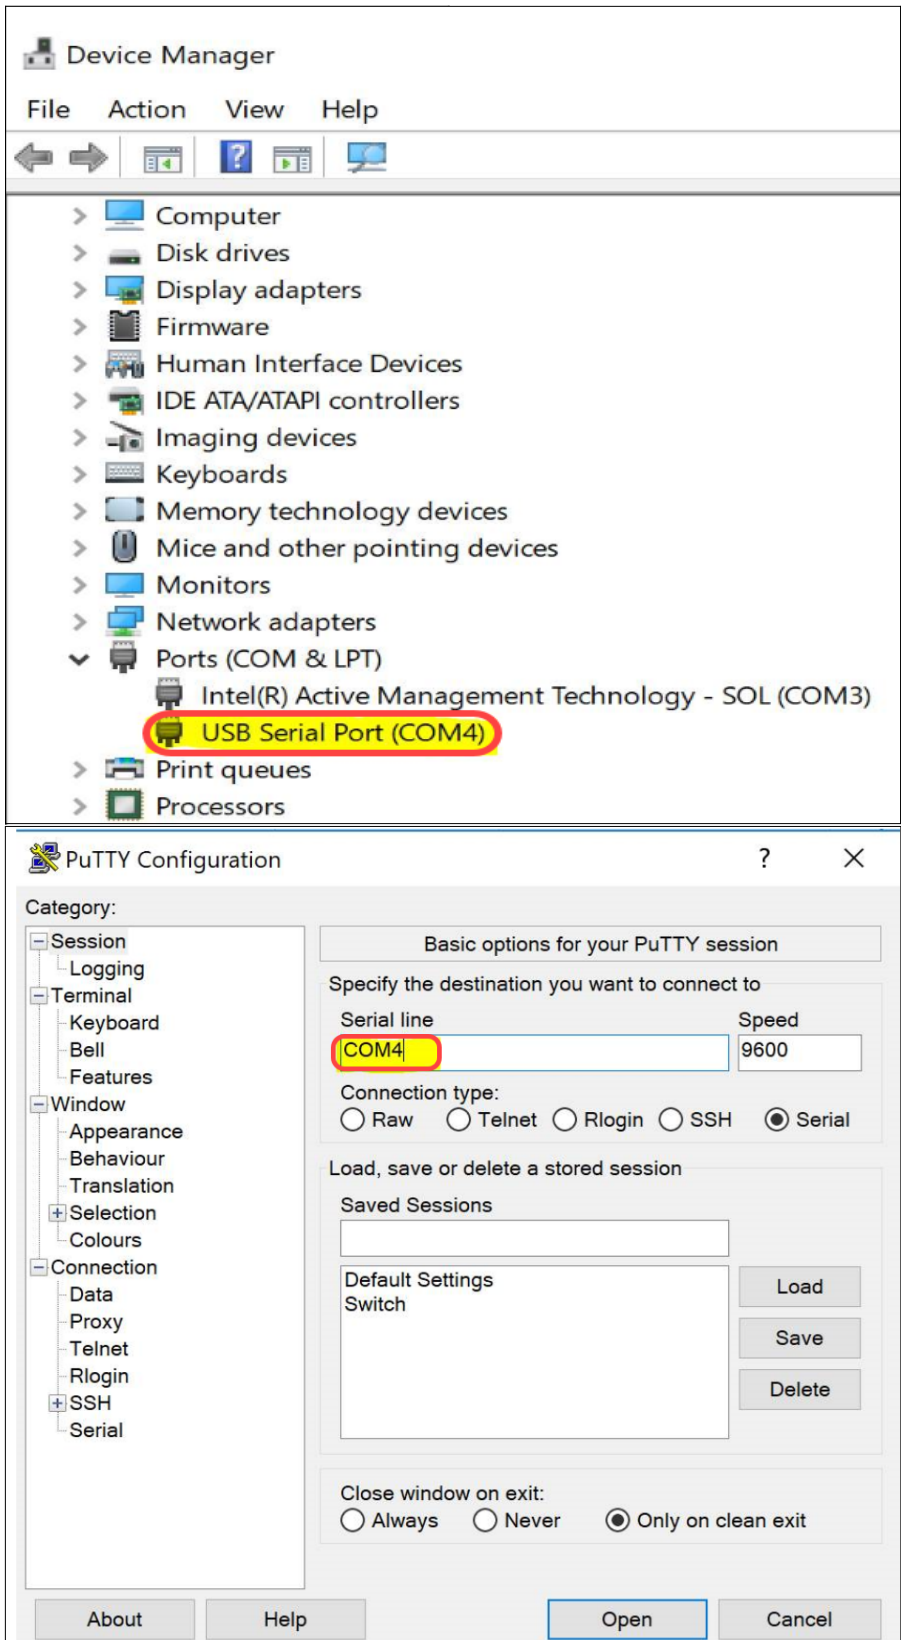 Device Manager
File Action View Help
Computer
Disk drives
Display adapters
Firmware
Human Interface Devices
IDE ATA/ATAPI controllers
Imaging devices
Keyboards
Memory technology devices
Mice and other pointing devices
Monitors
Network adapters
Ports (COM & LPT)
Intel(R) Active Management Technology - SOL (COM3)
USB Serial Port (COM4)
Print queues
Processors
PuTTY Configuration ?
Category:
Session
Logging
Terminal
Keyboard
Bell
Features
Window
Appearance
Behaviour
Translation
Selection
Colours
Connection
Data
Proxy
Telnet
Rlogin
SSH
Serial
Basic options for your PuTTY session
Specify the destination you want to connect to
Serial line Speed
COM4 9600
Connection type:
Raw Telnet Rlogin SSH Serial
Load, save or delete a stored session
Saved Sessions
Default Settings
Switch
Load
Save
Delete
Close window on exit:
Always Never Only on clean exit
About Help Open Cancel